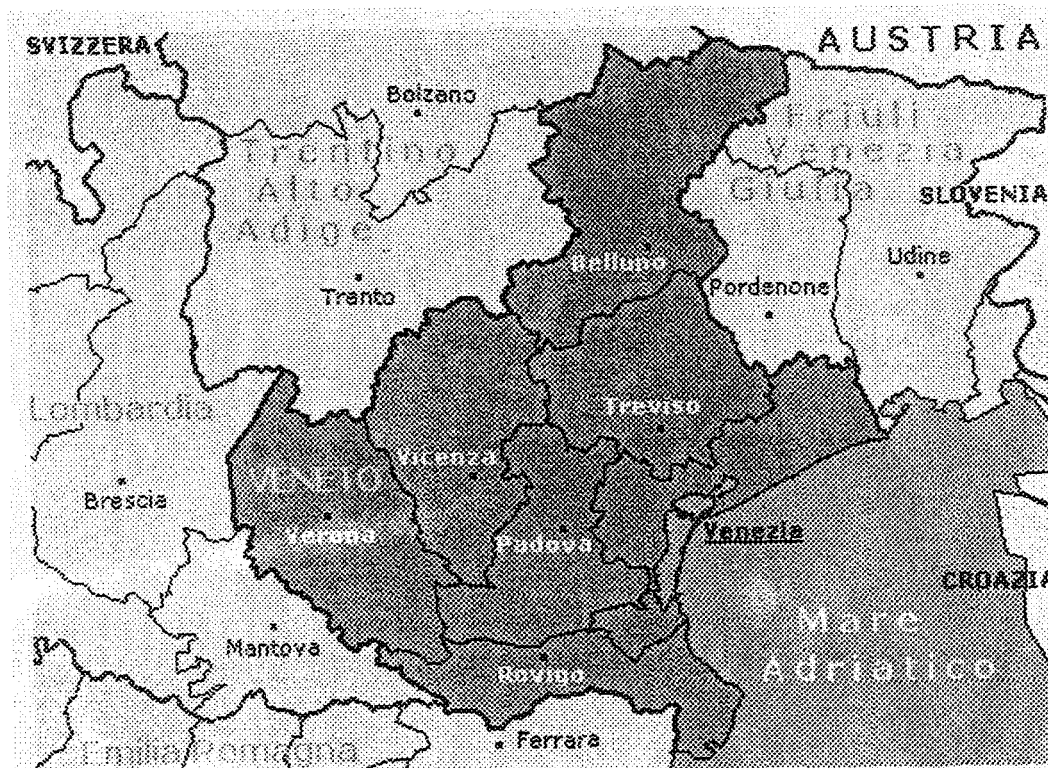 SVIZZERA
AUSTRIA
Bolzano
Trentino
Alto
Adige
Friuli
Venezia
Giulia
SLOVENIA
Belluno
Udine
Pordenone
Tranto
Lombardia
Treviso
Vicenza
VENETO
Brescia
Verona
Padova
Venezia
CROAZIA
Mare
Adriatico
Mantova
Rovigo
Ferrara
Emilia Romagna